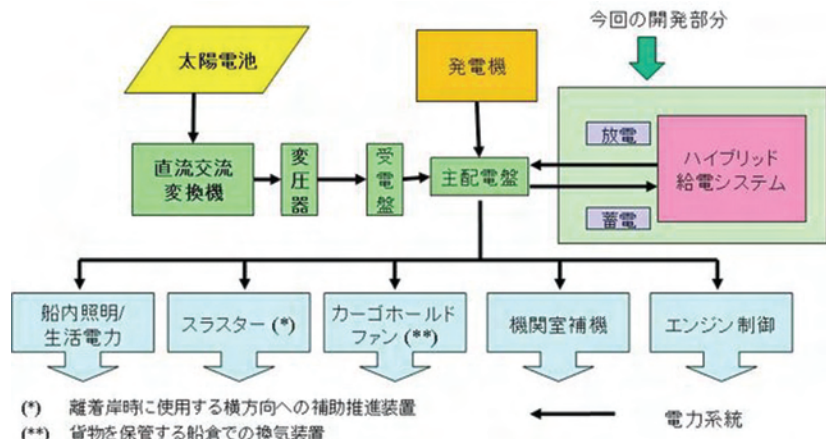 今回の開発部分
太陽電池
発電機
放電
ハイブリッド
給電システム
蓄電
直流交流
変換機
変圧器
受電盤
主配電盤
船内照明/
生活電力
スラスター (*)
カーゴホールド
ファン (**)
機関室補機
エンジン制御
(*) 離着岸時に使用する横方向への補助推進装置
(**) 貨物を保管する船倉での換気装置
電力系統